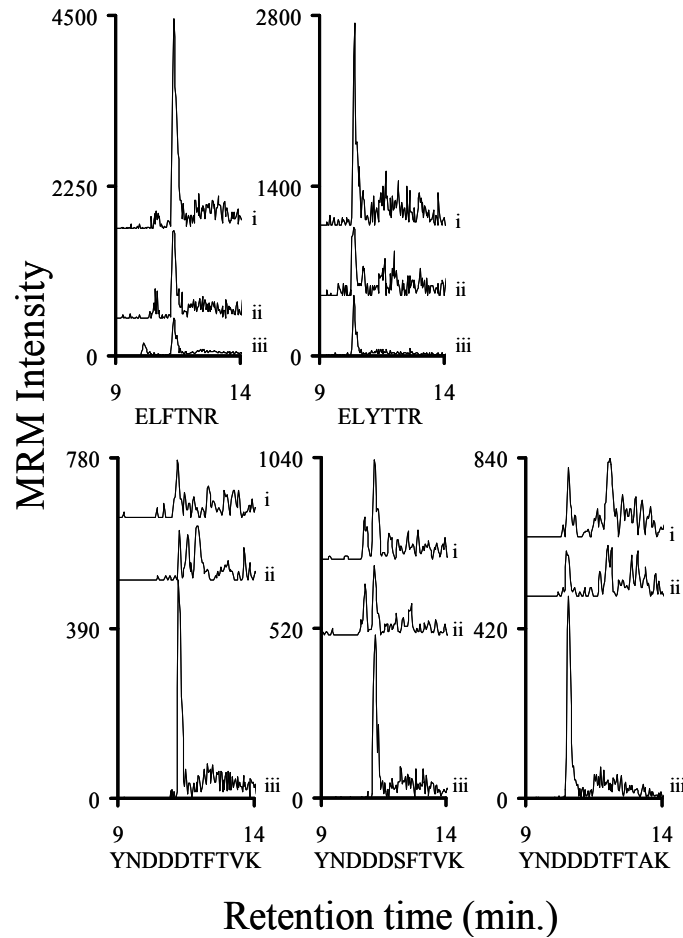 4500
2250
0
9
14
ELFTNR
i
ii
iii
2800
1400
0
9
14
ELYTTR
i
ii
iii
MRM Intensity
780
390
0
9
14
YNDDDTFTVK
i
ii
iii
1040
520
0
9
14
YNDDDSFTVK
i
ii
iii
840
420
0
9
14
YNDDDTFTAK
i
ii
iii
Retention time (min.)